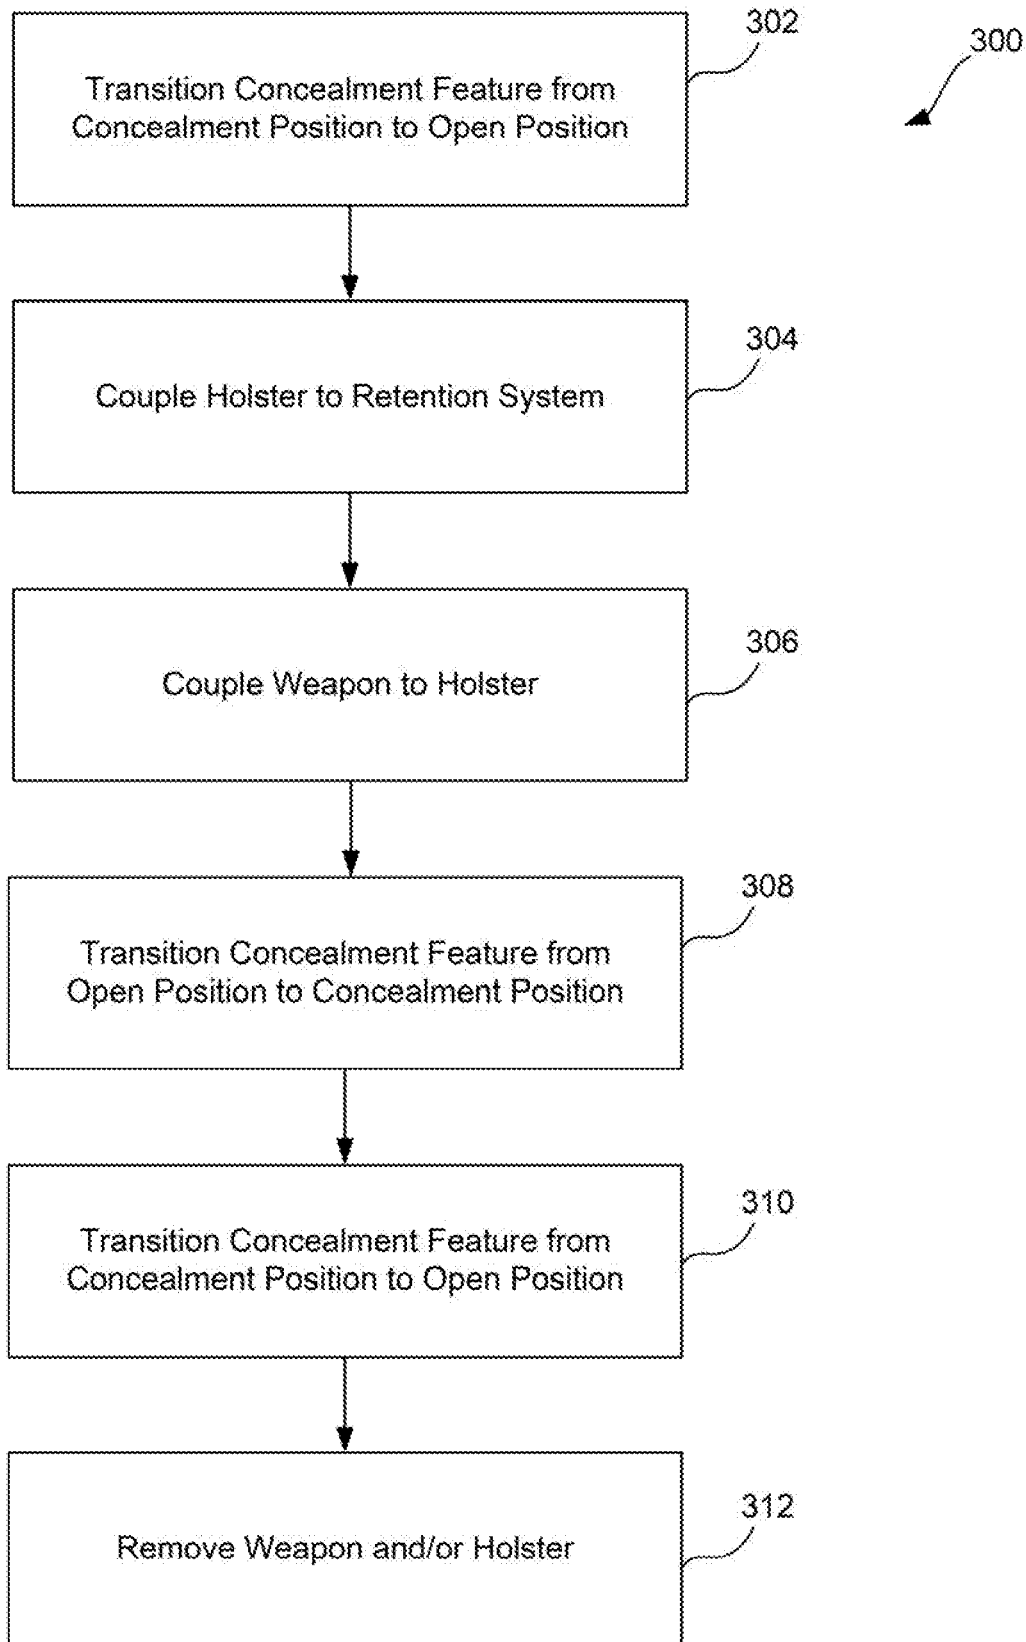 302
300
Transition Concealment Feature from
Concealment Position to Open Position
304
Couple Holster to Retention System
306
Couple Weapon to Holster
308
Transition Concealment Feature from
Open Position to Concealment Position
310
Transition Concealment Feature from
Concealment Position to Open Position
312
Remove Weapon and/or Holster